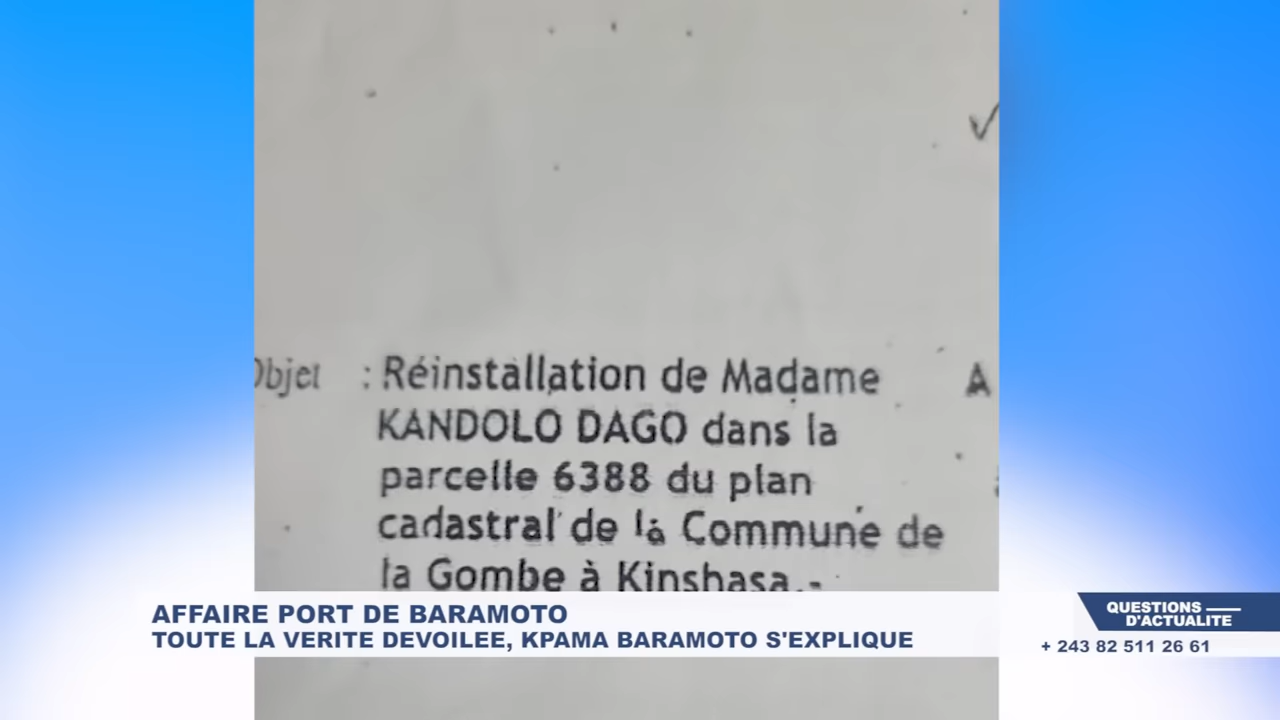 Objet : Réinstallation de Madame A
KANDOLO DAGO dans la
parcelle 6388 du plan
cadastral de la Commune de
la Gombe à Kinshasa.-
AFFAIRE PORT DE BARAMOTO
TOUTE LA VERITE DEVOILEE, KPAMA BARAMOTO S'EXPLIQUE
QUESTIONS
D'ACTUALITE
+ 243 82 511 26 61